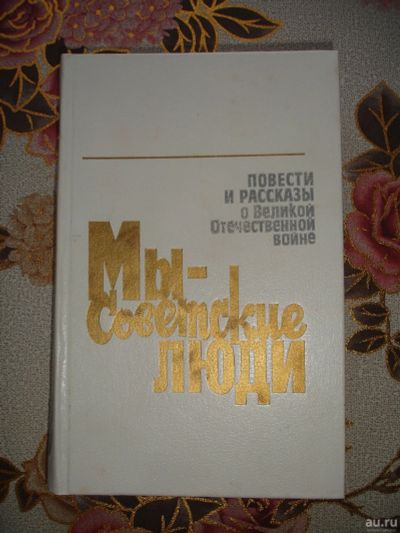 ПОВЕСТИ
И РАССКАЗЫ
о Великой
Отечественной
войне
Мы-
советские
люди
au.ru